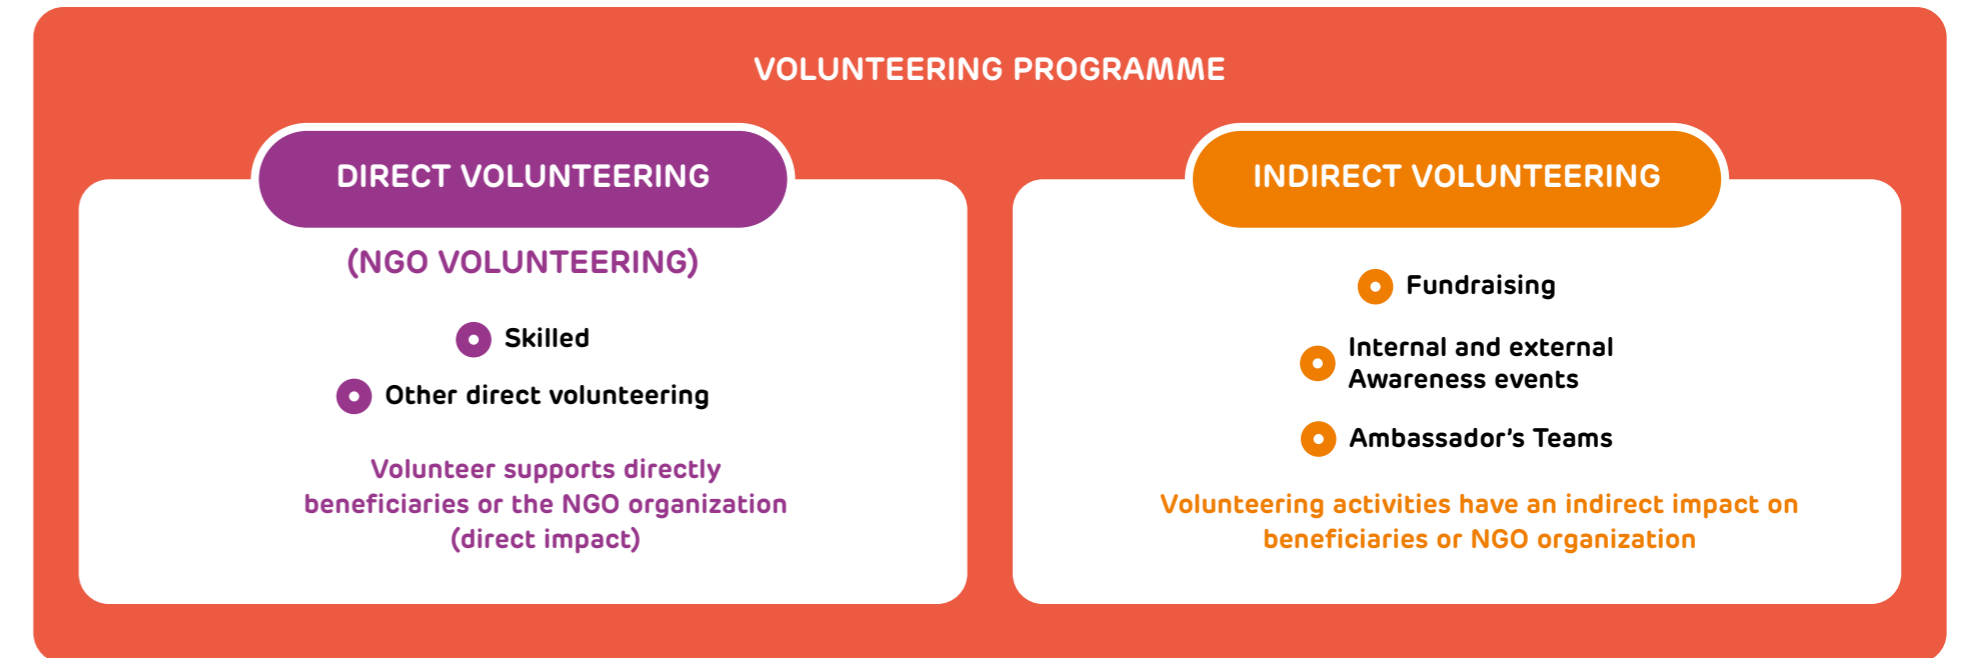 VOLUNTEERING PROGRAMME
DIRECT VOLUNTEERING
(NGO VOLUNTEERING)
Skilled
Other direct volunteering
Volunteer supports directly
beneficiaries or the NGO organization
(direct impact)
INDIRECT VOLUNTEERING
Fundraising
Internal and external
Awareness events
Ambassador's Teams
Volunteering activities have an indirect impact on
beneficiaries or NGO organization